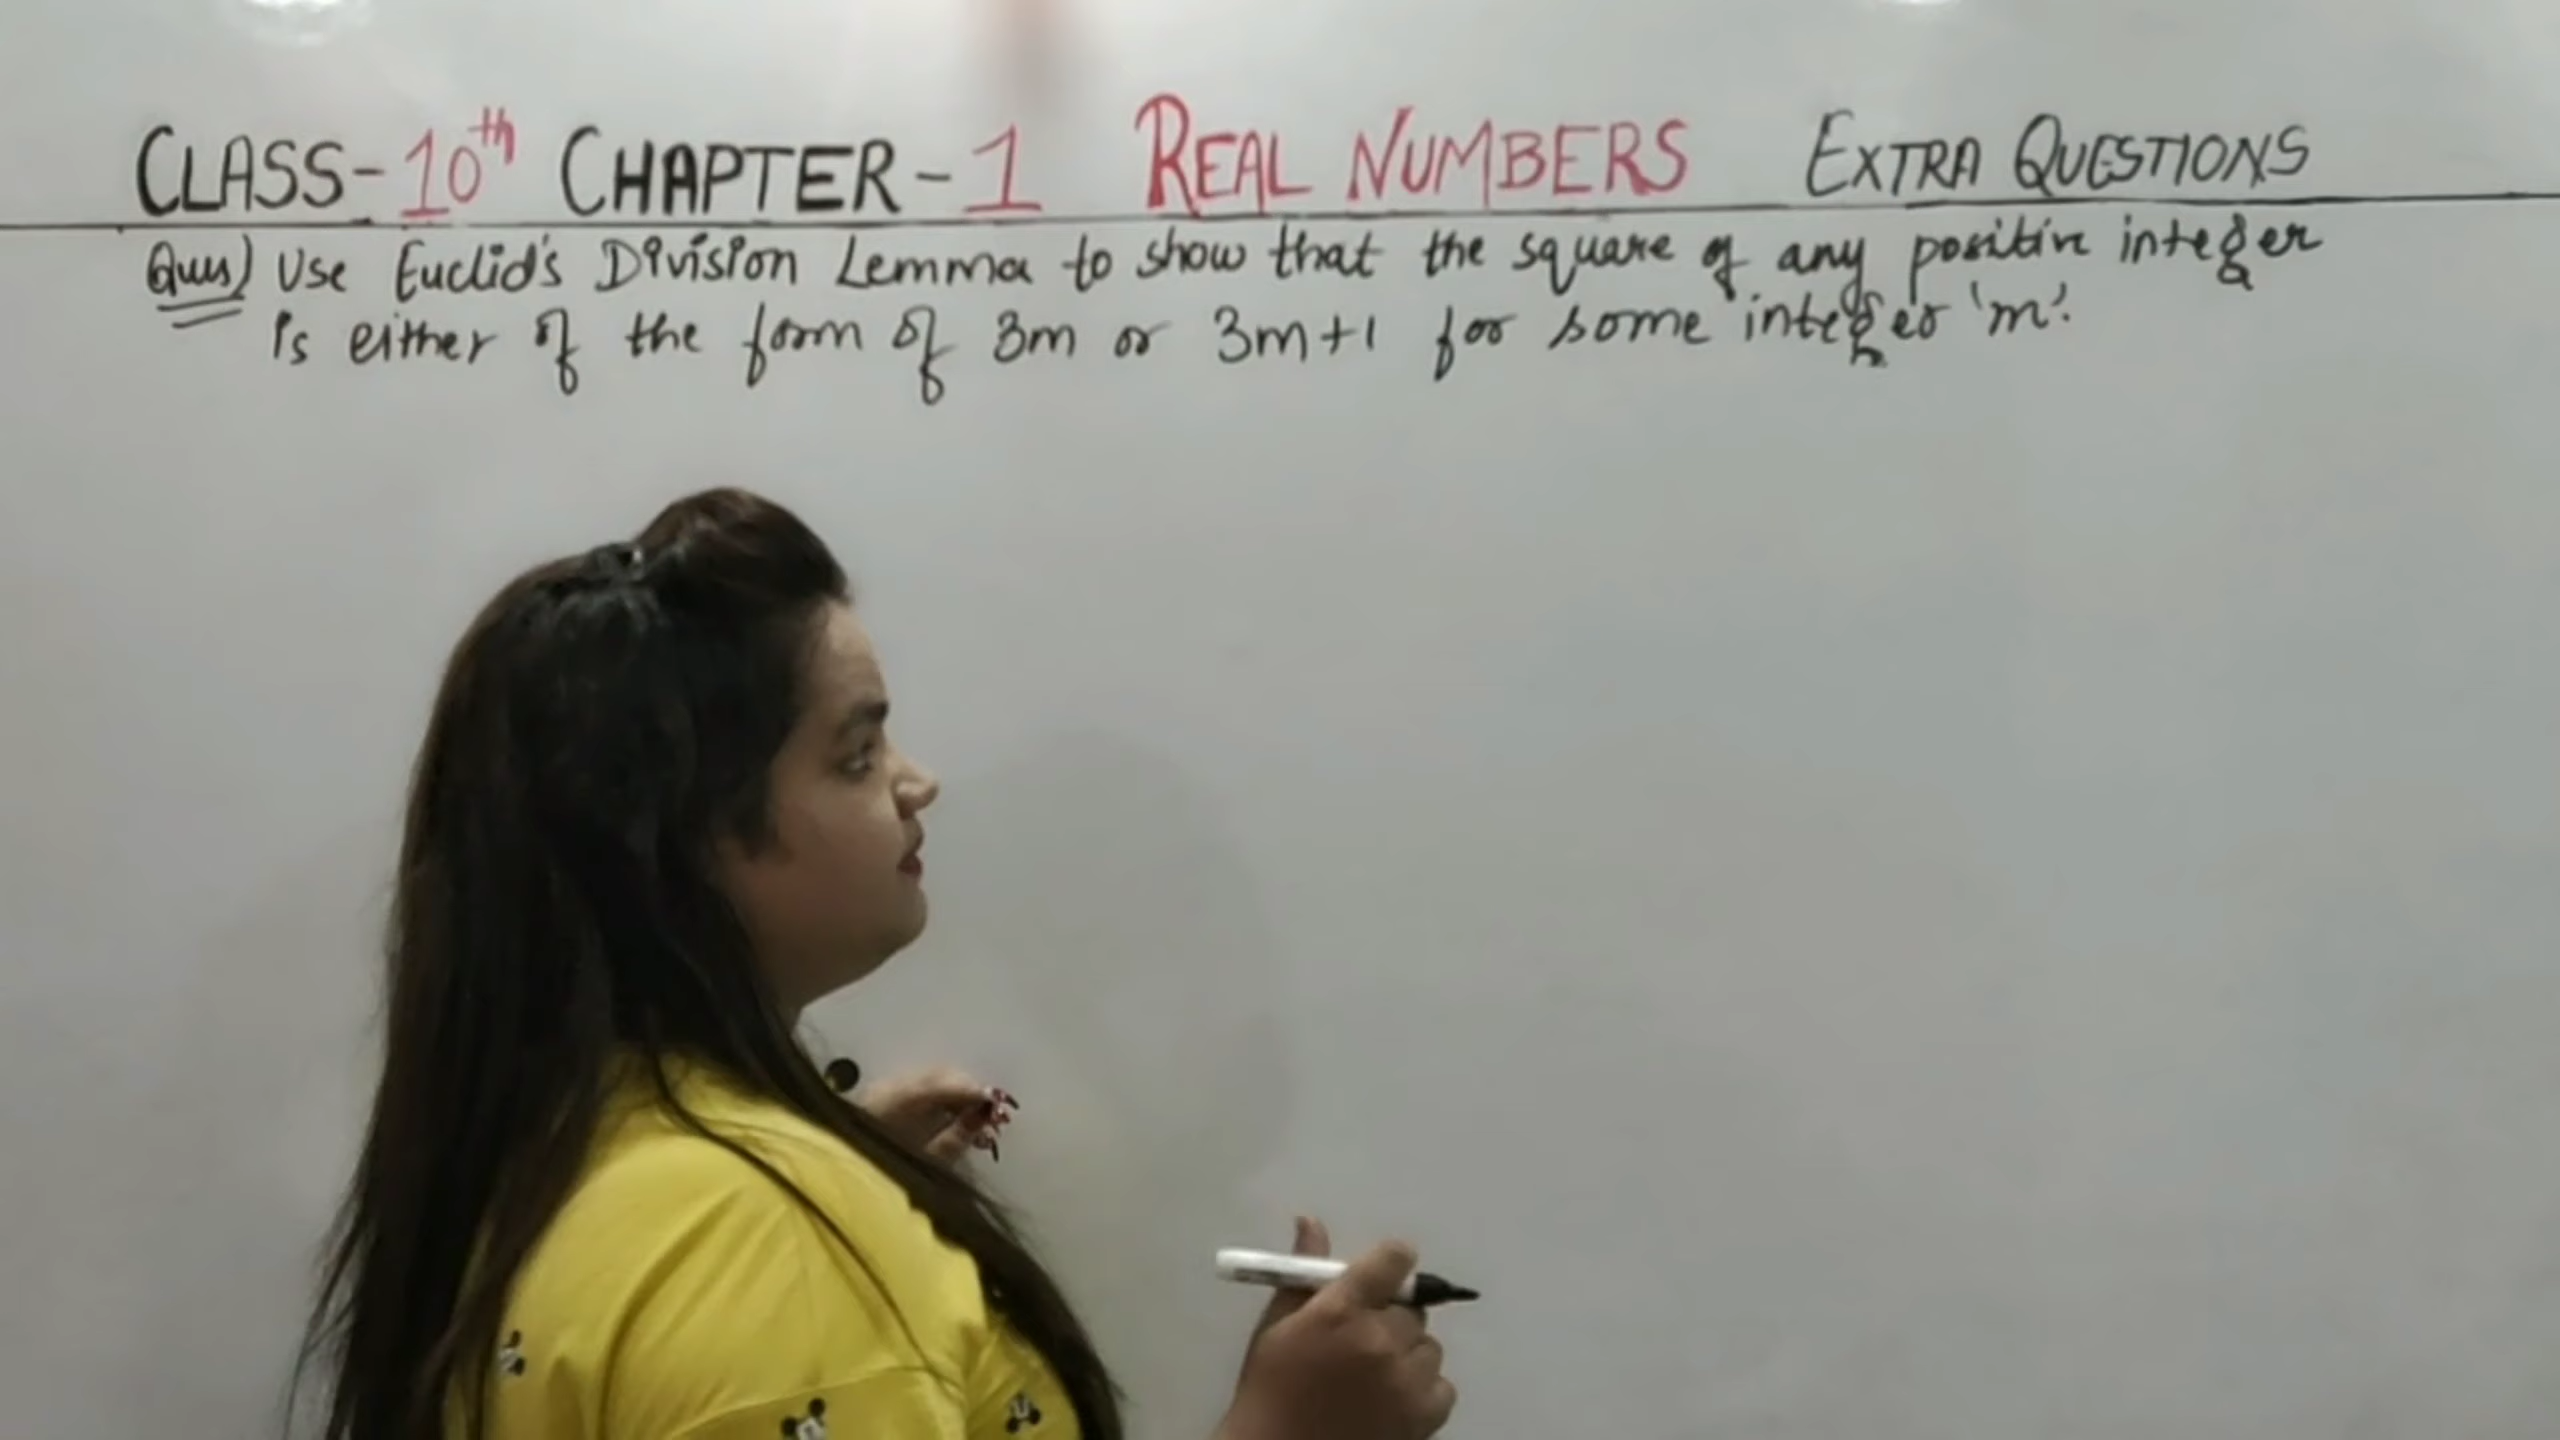 CLASS-10th CHAPTER-1 REAL NUMBERS EXTRA QUESTIONS
Ques) Use Euclid's Division Lemma to show that the square of any positive integer
is either of the form of 3m or 3m+1 for some integer 'm'.